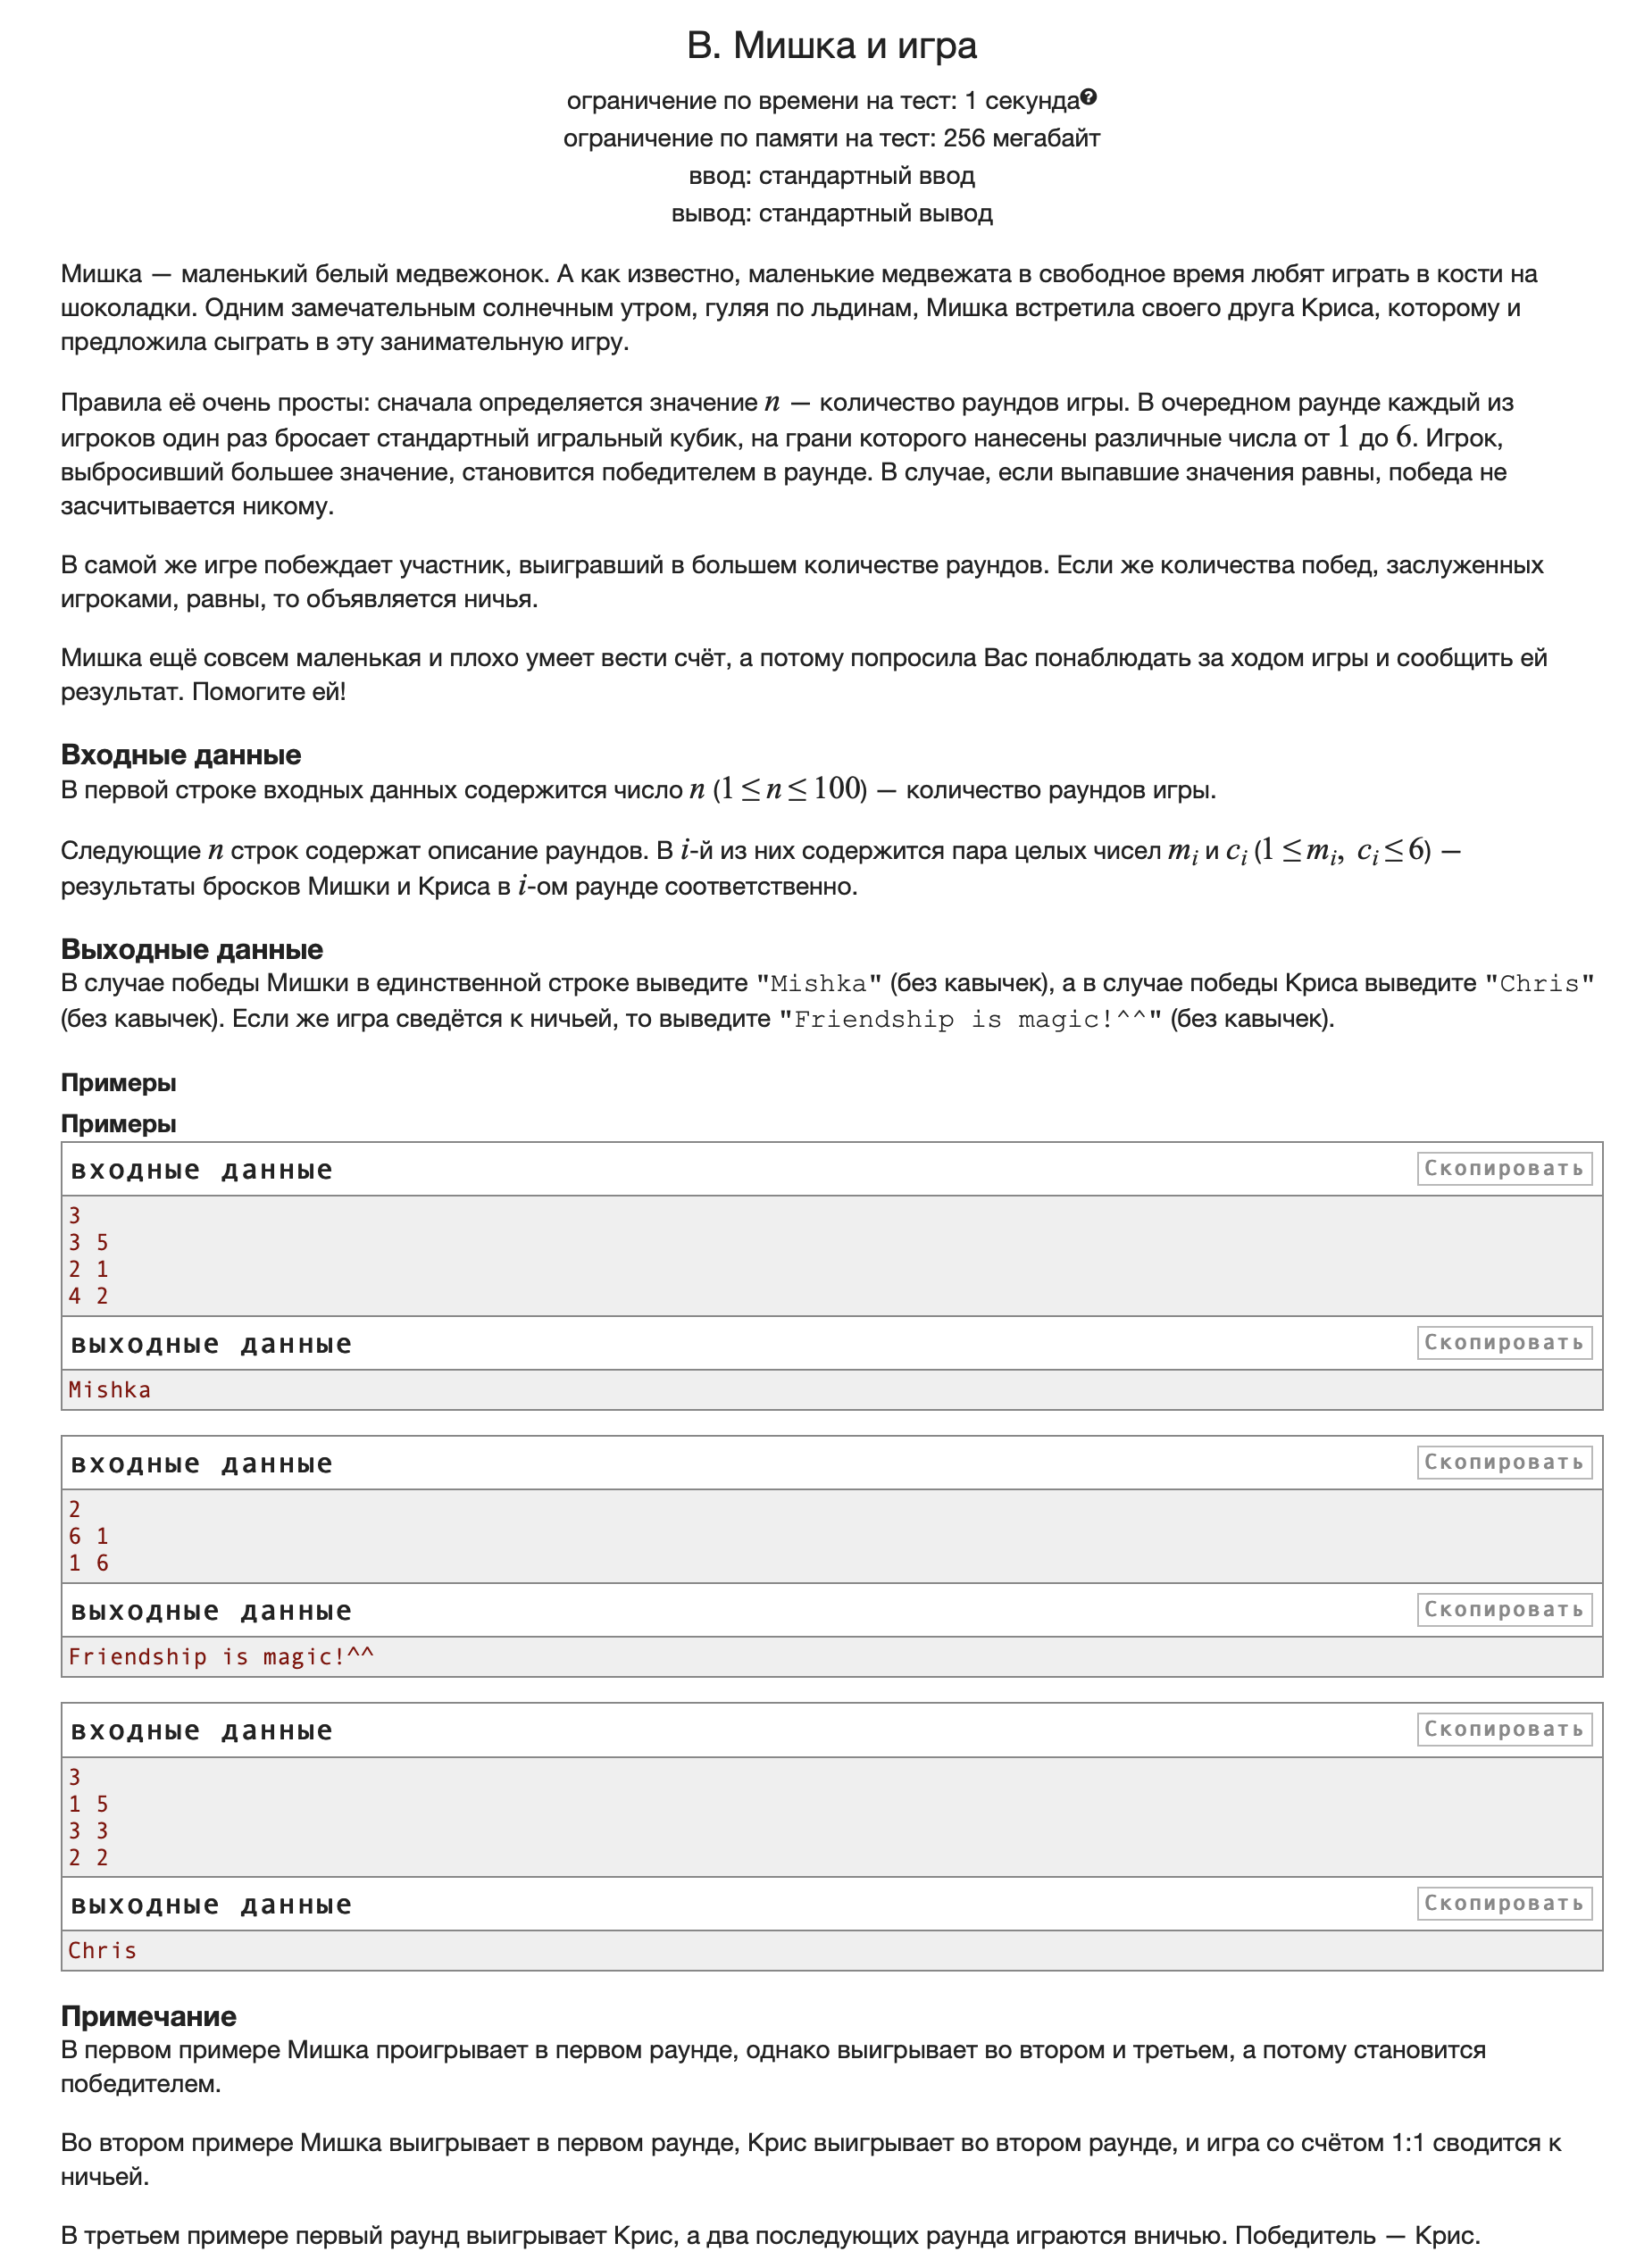 В. Мишка и игра
ограничение по времени на тест: 1 секунда?
ограничение по памяти на тест: 256 мегабайт
ввод: стандартный ввод
вывод: стандартный вывод
Мишка — маленький белый медвежонок. А как известно, маленькие медвежата в свободное время любят играть в кости на
шоколадки. Одним замечательным солнечным утром, гуляя по льдинам, Мишка встретила своего друга Криса, которому и
предложила сыграть в эту занимательную игру.
Правила её очень просты: сначала определяется значение n — количество раундов игры. В очередном раунде каждый из
игроков один раз бросает стандартный игральный кубик, на грани которого нанесены различные числа от 1 до 6. Игрок,
выбросивший большее значение, становится победителем в раунде. В случае, если выпавшие значения равны, победа не
засчитывается никому.
В самой же игре побеждает участник, выигравший в большем количестве раундов. Если же количества побед, заслуженных
игроками, равны, то объявляется ничья.
Мишка ещё совсем маленькая и плохо умеет вести счёт, а потому попросила Вас понаблюдать за ходом игры и сообщить ей
результат. Помогите ей!
Входные данные
В первой строке входных данных содержится число n (1 ≤ n ≤ 100) — количество раундов игры.
Следующие n строк содержат описание раундов. В i-й из них содержится пара целых чисел m_i и c_i (1 ≤ m_i, c_i ≤ 6) —
результаты бросков Мишки и Криса в i-ом раунде соответственно.
Выходные данные
В случае победы Мишки в единственной строке выведите "Mishka" (без кавычек), а в случае победы Криса выведите "Chris"
(без кавычек). Если же игра сведётся к ничьей, то выведите "Friendship is magic!^^" (без кавычек).
Примеры
Примеры
входные данные Скопировать
3
3 5
2 1
4 2
выходные данные Скопировать
Mishka
входные данные Скопировать
2
6 1
1 6
выходные данные Скопировать
Friendship is magic!^^
входные данные Скопировать
3
1 5
3 3
2 2
выходные данные Скопировать
Chris
Примечание
В первом примере Мишка проигрывает в первом раунде, однако выигрывает во втором и третьем, а потому становится
победителем.
Во втором примере Мишка выигрывает в первом раунде, Крис выигрывает во втором раунде, и игра со счётом 1:1 сводится к
ничьей.
В третьем примере первый раунд выигрывает Крис, а два последующих раунда играются вничью. Победитель — Крис.